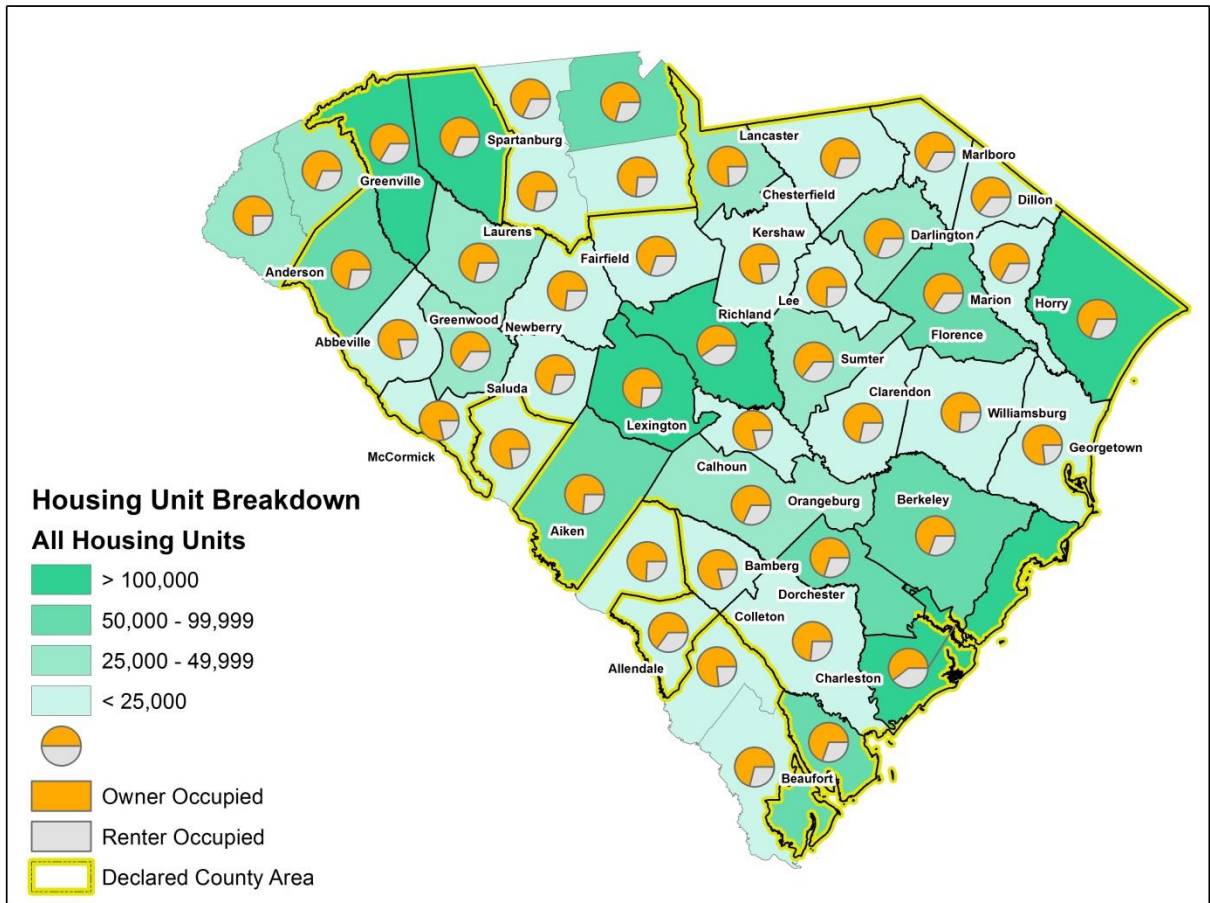 Spartanburg
Lancaster
Marlboro
Greenville
Chesterfield
Dillon
Laurens
Kershaw
Darlington
Fairfield
Anderson
Lee
Marion
Horry
Richland
Greenwood
Newberry
Florence
Abbeville
Sumter
Saluda
Clarendon
Williamsburg
Lexington
Georgetown
McCormick
Calhoun
Orangeburg
Berkeley
Aiken
Bamberg
Dorchester
Colleton
Allendale
Charleston
Beaufort
Housing Unit Breakdown
All Housing Units
> 100,000
50,000 - 99,999
25,000 - 49,999
< 25,000
Owner Occupied
Renter Occupied
Declared County Area